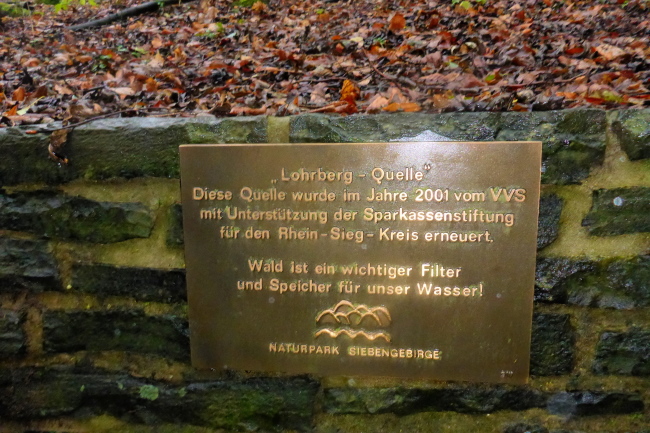 „Lohrberg - Quelle“
Diese Quelle wurde im Jahre 2001 vom VVS
mit Unterstützung der Sparkassenstiftung
für den Rhein - Sieg - Kreis erneuert.
Wald ist ein wichtiger Filter
und Speicher für unser Wasser!
NATURPARK SIEBENGEBIRGE